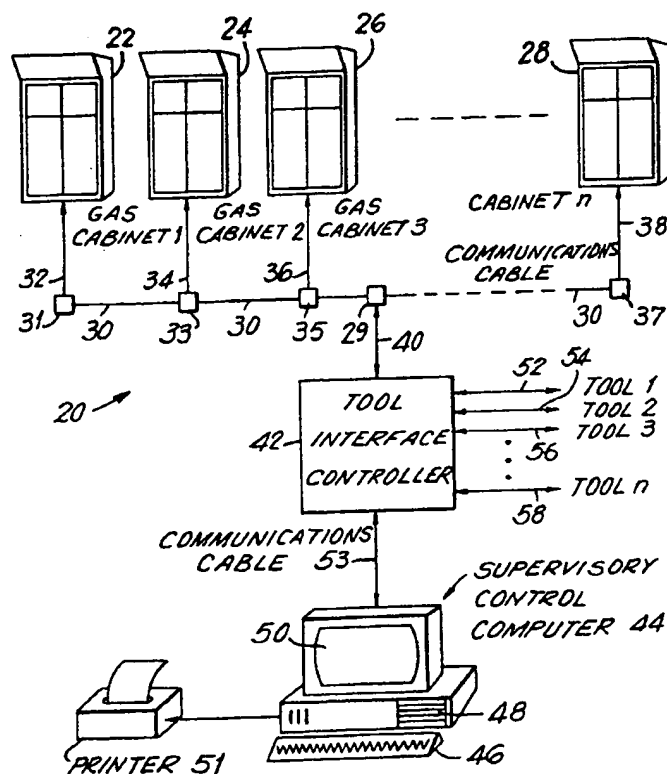 22
24
26
28
GAS CABINET 1
GAS CABINET 2
GAS CABINET 3
CABINET n
32
34
36
38
COMMUNICATIONS CABLE
31
30
33
30
35
29
30
37
40
20
42
TOOL INTERFACE CONTROLLER
52
54
TOOL 1
TOOL 2
TOOL 3
56
TOOL n
58
COMMUNICATIONS CABLE 53
SUPERVISORY CONTROL COMPUTER 44
50
48
46
PRINTER 51